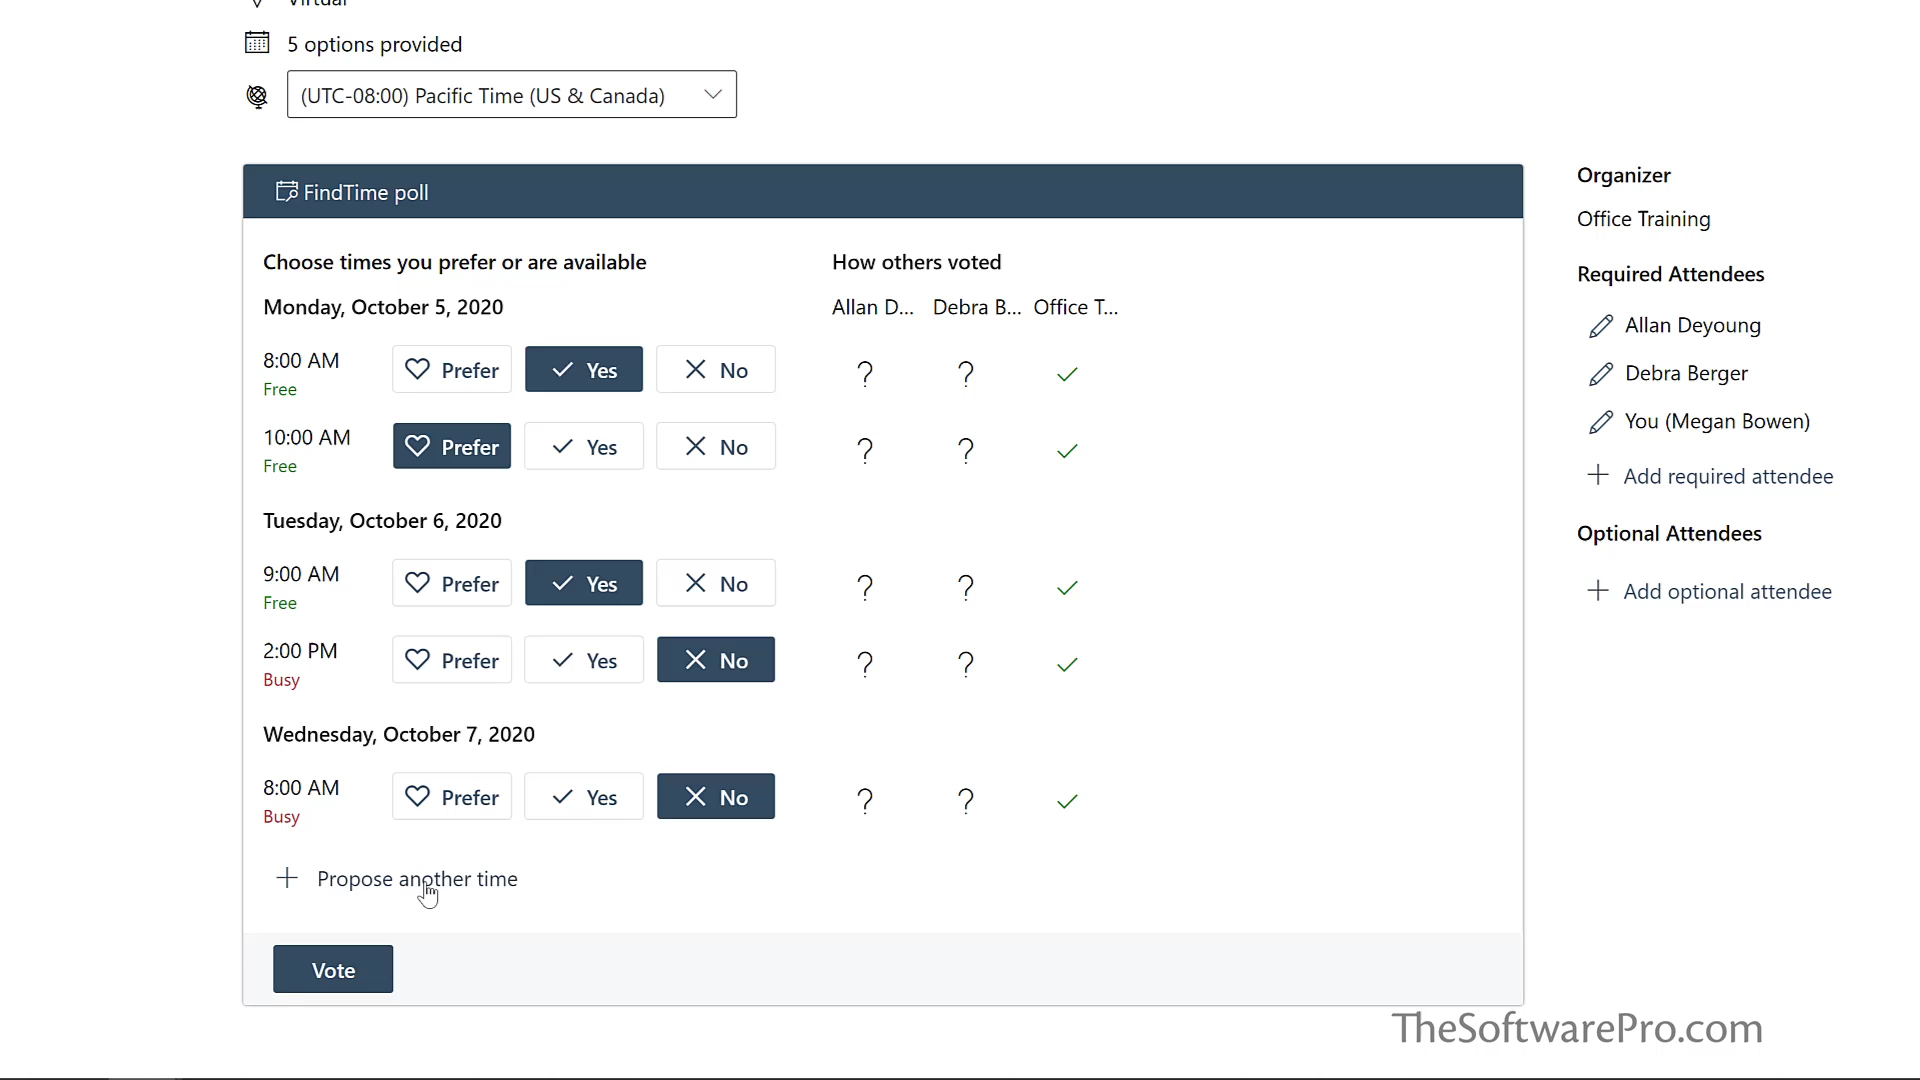 Virtual
5 options provided
(UTC-08:00) Pacific Time (US & Canada)
FindTime poll
Choose times you prefer or are available
How others voted
Monday, October 5, 2020
Allan D... Debra B... Office T...
8:00 AM
Free
Prefer Yes No ? ?
10:00 AM
Free
Prefer Yes No ? ?
Tuesday, October 6, 2020
9:00 AM
Free
Prefer Yes No ? ?
2:00 PM
Busy
Prefer Yes No ? ?
Wednesday, October 7, 2020
8:00 AM
Busy
Prefer Yes No ? ?
Propose another time
Vote
Organizer
Office Training
Required Attendees
Allan Deyoung
Debra Berger
You (Megan Bowen)
Add required attendee
Optional Attendees
Add optional attendee
TheSoftwarePro.com